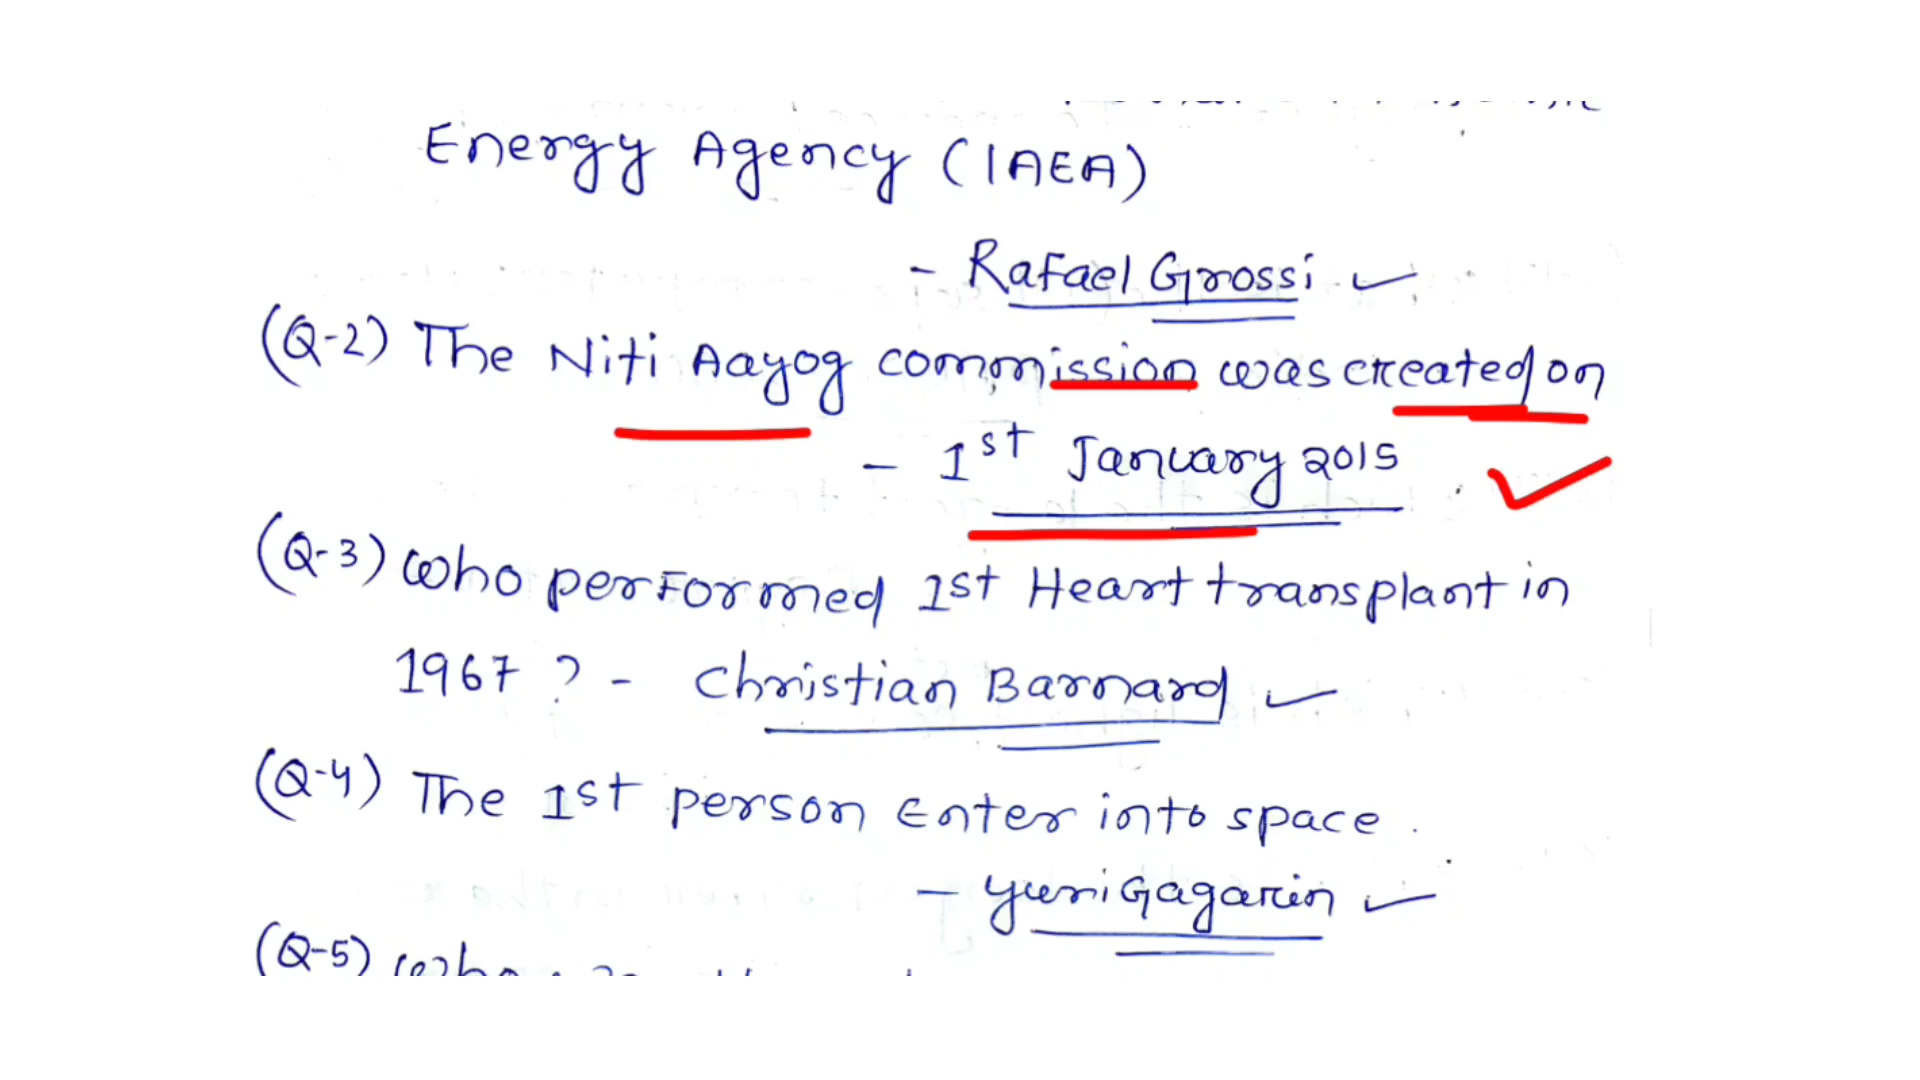 Energy Agency (IAEA)
- Rafael Grossi ✓
(Q-2) The Niti Aayog commission was created on
- 1st January 2015 ✓
(Q-3) who performed 1st Heart transplant in
1967 ? - Christian Barnard ✓
(Q-4) The 1st person Enter into space.
- Yuri Gagarin ✓
(Q-5)